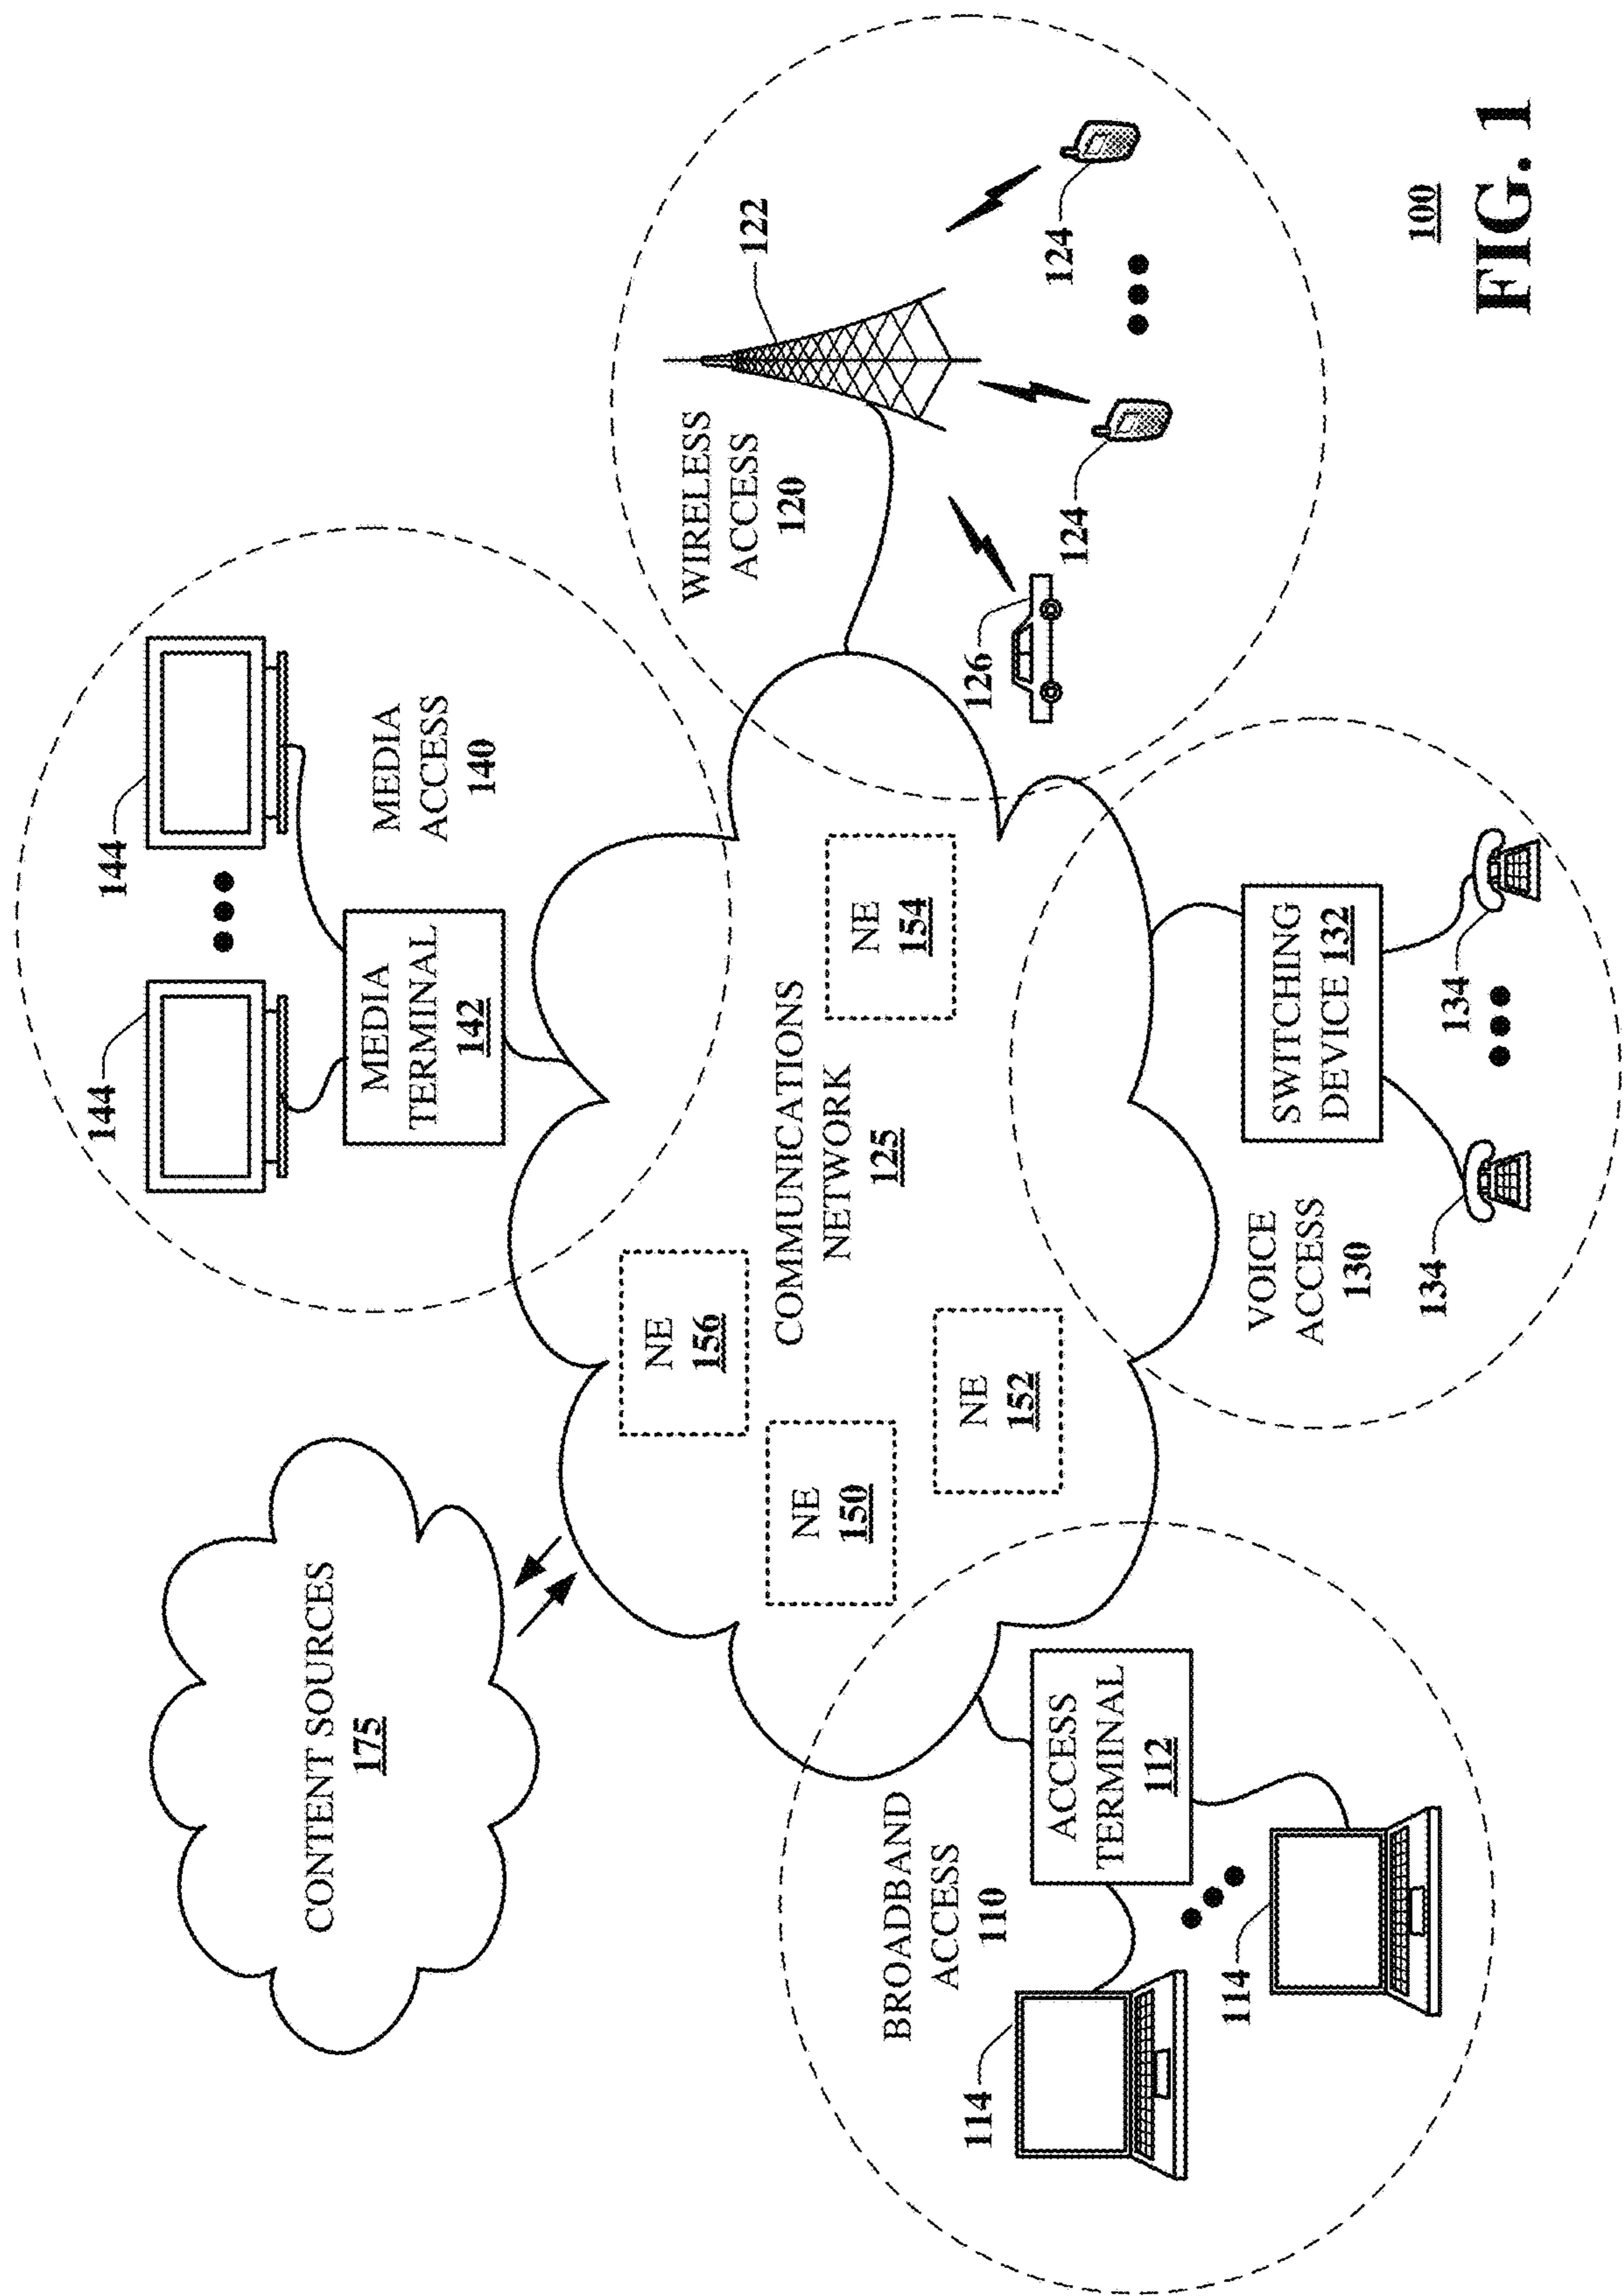 CONTENT SOURCES
175
144
144
MEDIA
TERMINAL
142
MEDIA
ACCESS
140
NE
156
NE
150
NE
152
NE
154
COMMUNICATIONS
NETWORK
125
WIRELESS
ACCESS
120
122
126
124
124
BROADBAND
ACCESS
110
ACCESS
TERMINAL
112
114
114
VOICE
ACCESS
130
SWITCHING
DEVICE 132
134
134
100
FIG. 1